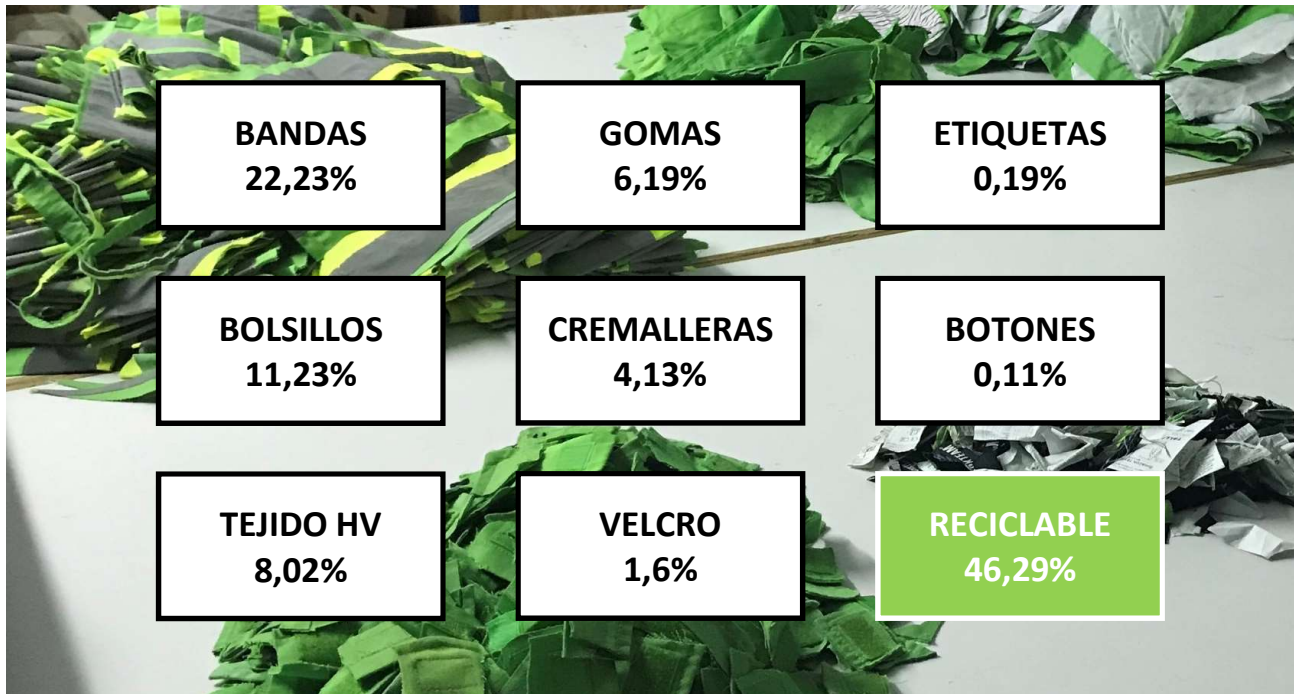 BANDAS
22,23%
GOMAS
6,19%
ETIQUETAS
0,19%
BOLSILLOS
11,23%
CREMALLERAS
4,13%
BOTONES
0,11%
TEJIDO HV
8,02%
VELCRO
1,6%
RECICLABLE
46,29%